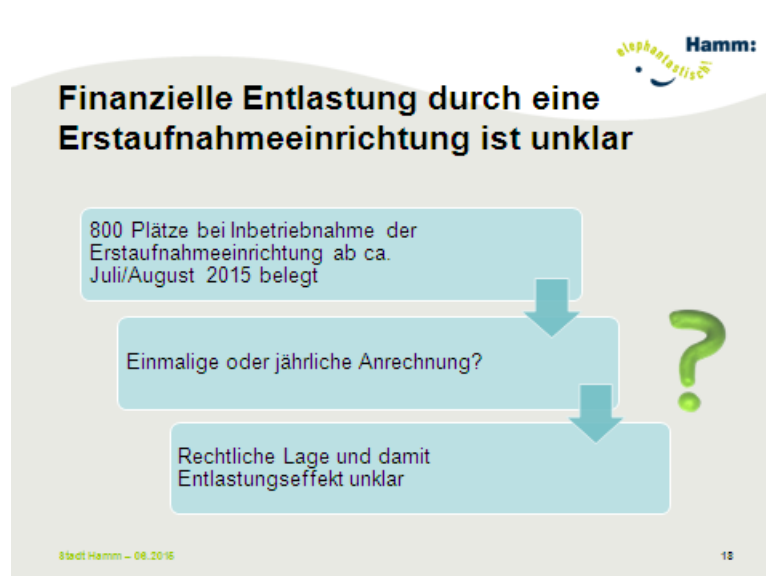 elephantastisch!
Hamm:
Finanzielle Entlastung durch eine
Erstaufnahmeeinrichtung ist unklar
800 Plätze bei Inbetriebnahme der
Erstaufnahmeeinrichtung ab ca.
Juli/August 2015 belegt
Einmalige oder jährliche Anrechnung?
?
Rechtliche Lage und damit
Entlastungseffekt unklar
Stadt Hamm – 06.2015